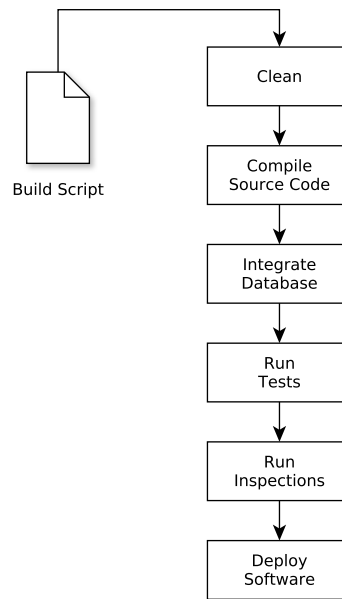 Clean
Build Script
Compile
Source Code
Integrate
Database
Run
Tests
Run
Inspections
Deploy
Software